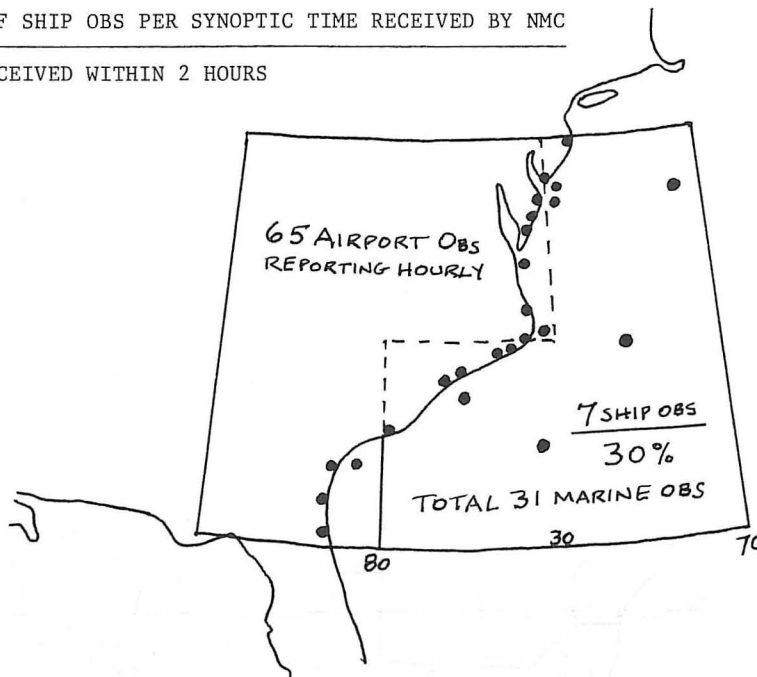 F SHIP OBS PER SYNOPTIC TIME RECEIVED BY NMC
CEIVED WITHIN 2 HOURS
65 AIRPORT OBS
REPORTING HOURLY
7 SHIP OBS
30%
TOTAL 31 MARINE OBS
80
30
70